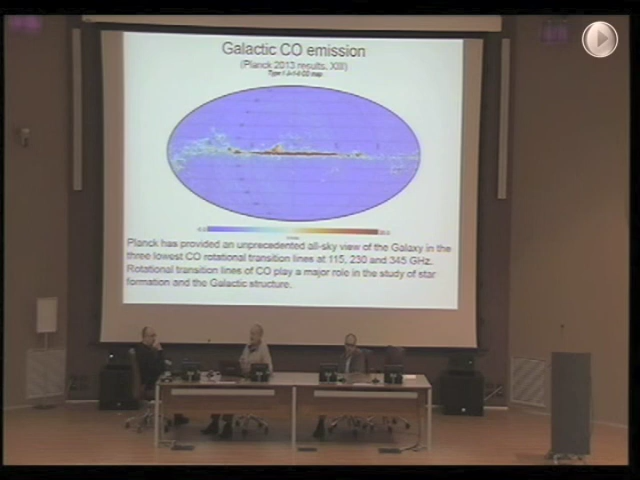 Galactic CO emission
(Planck 2013 results, XIII)
Planck has provided an unprecedented all-sky view of the Galaxy in the
three lowest CO rotational transition lines at 115, 230 and 345 GHz.
Rotational transition lines of CO play a major role in the study of star
formation and the Galactic structure.